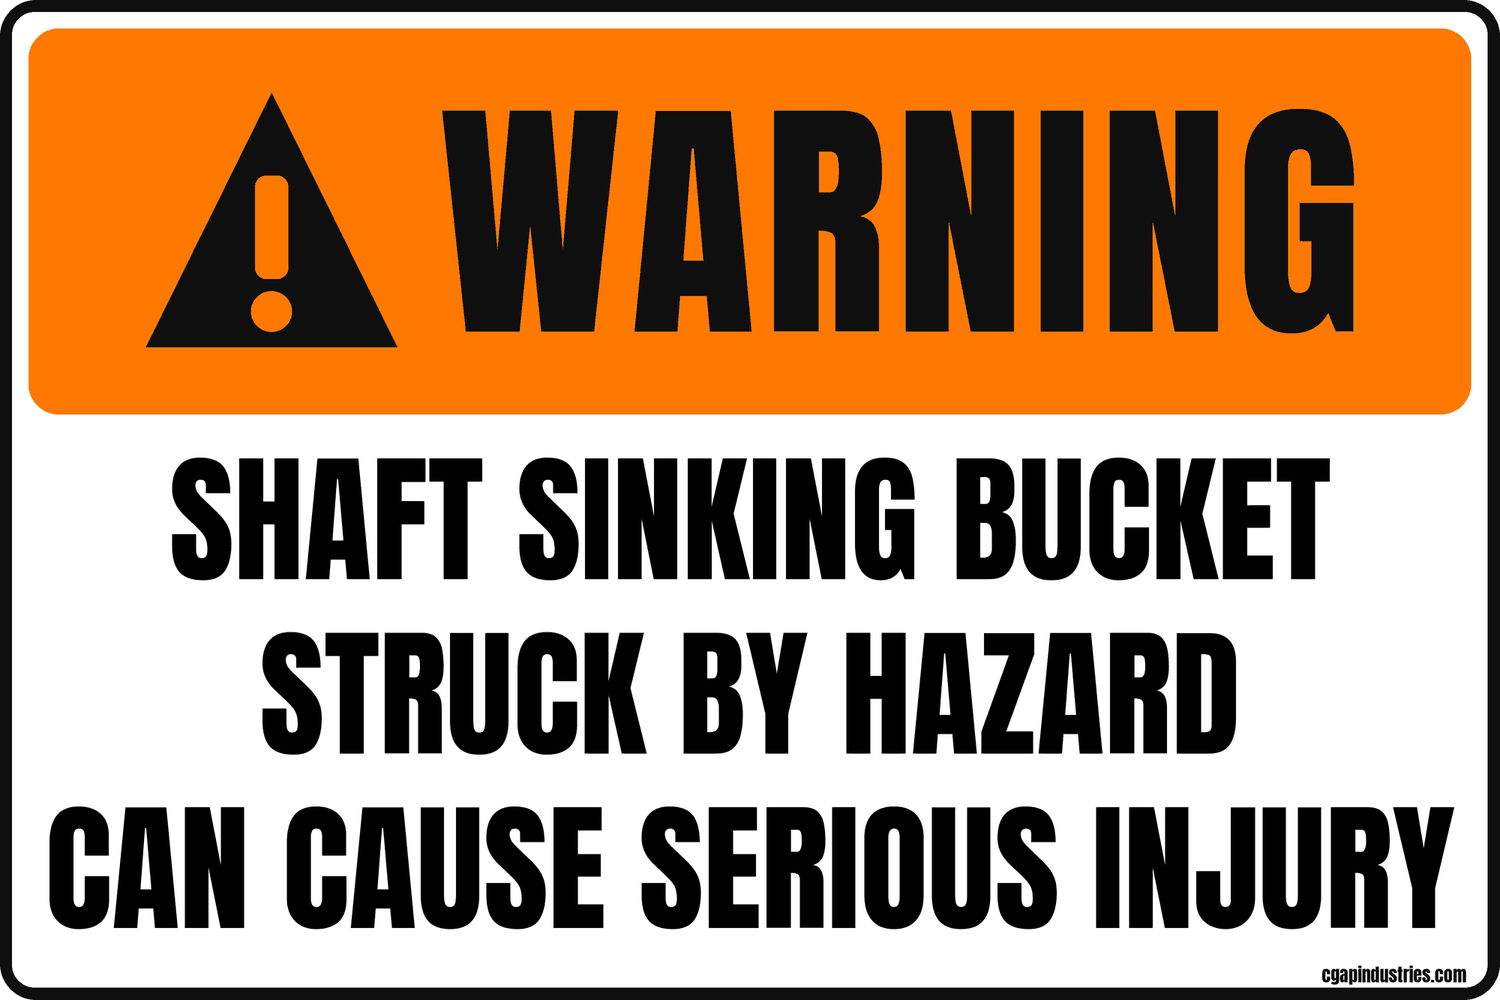 WARNING
SHAFT SINKING BUCKET
STRUCK BY HAZARD
CAN CAUSE SERIOUS INJURY
cgapindustries.com